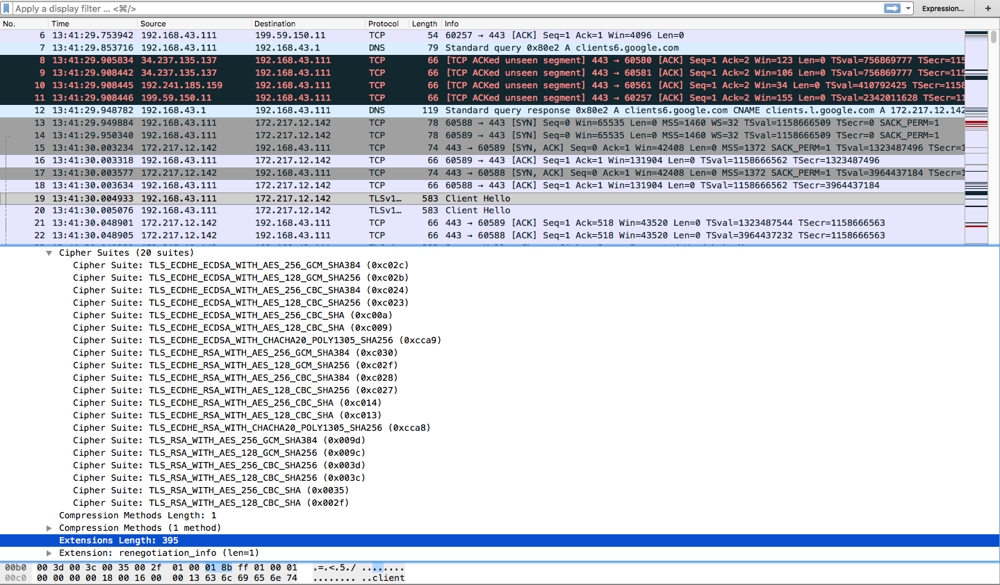 Apply a display filter ... <⌘/>
Expression...
+
No. Time Source Destination Protocol Length Info
6 13:41:29.753942 192.168.43.111 199.59.150.11 TCP 54 60257 → 443 [ACK] Seq=1 Ack=1 Win=4096 Len=0
7 13:41:29.853716 192.168.43.111 192.168.43.1 DNS 79 Standard query 0x80e2 A clients6.google.com
8 13:41:29.905834 34.237.135.137 192.168.43.111 TCP 66 [TCP ACKed unseen segment] 443 → 60580 [ACK] Seq=1 Ack=2 Win=123 Len=0 TSval=756869777 TSecr=115
9 13:41:29.908442 34.237.135.137 192.168.43.111 TCP 66 [TCP ACKed unseen segment] 443 → 60581 [ACK] Seq=1 Ack=2 Win=106 Len=0 TSval=756869777 TSecr=115
10 13:41:29.908445 192.241.185.159 192.168.43.111 TCP 66 [TCP ACKed unseen segment] 443 → 60561 [ACK] Seq=1 Ack=2 Win=34 Len=0 TSval=410792425 TSecr=1158
11 13:41:29.908446 199.59.150.11 192.168.43.111 TCP 66 [TCP ACKed unseen segment] 443 → 60257 [ACK] Seq=1 Ack=2 Win=155 Len=0 TSval=2342011628 TSecr=11
12 13:41:29.948782 192.168.43.1 192.168.43.111 DNS 119 Standard query response 0x80e2 A clients6.google.com CNAME clients.l.google.com A 172.217.12.142
13 13:41:29.949884 192.168.43.111 172.217.12.142 TCP 78 60588 → 443 [SYN] Seq=0 Win=65535 Len=0 MSS=1460 WS=32 TSval=1158666509 TSecr=0 SACK_PERM=1
14 13:41:29.950340 192.168.43.111 172.217.12.142 TCP 78 60589 → 443 [SYN] Seq=0 Win=65535 Len=0 MSS=1460 WS=32 TSval=1158666509 TSecr=0 SACK_PERM=1
15 13:41:30.003234 172.217.12.142 192.168.43.111 TCP 74 443 → 60589 [SYN, ACK] Seq=0 Ack=1 Win=42408 Len=0 MSS=1372 SACK_PERM=1 TSval=1323487496 TSecr=1
16 13:41:30.003318 192.168.43.111 172.217.12.142 TCP 66 60589 → 443 [ACK] Seq=1 Ack=1 Win=131904 Len=0 TSval=1158666562 TSecr=1323487496
17 13:41:30.003577 172.217.12.142 192.168.43.111 TCP 74 443 → 60588 [SYN, ACK] Seq=0 Ack=1 Win=42408 Len=0 MSS=1372 SACK_PERM=1 TSval=3964437184 TSecr=1
18 13:41:30.003634 192.168.43.111 172.217.12.142 TCP 66 60588 → 443 [ACK] Seq=1 Ack=1 Win=131904 Len=0 TSval=1158666562 TSecr=3964437184
19 13:41:30.004933 192.168.43.111 172.217.12.142 TLSv1… 583 Client Hello
20 13:41:30.005076 192.168.43.111 172.217.12.142 TLSv1… 583 Client Hello
21 13:41:30.048901 172.217.12.142 192.168.43.111 TCP 66 443 → 60589 [ACK] Seq=1 Ack=518 Win=43520 Len=0 TSval=1323487544 TSecr=1158666563
22 13:41:30.048905 172.217.12.142 192.168.43.111 TCP 66 443 → 60588 [ACK] Seq=1 Ack=518 Win=43520 Len=0 TSval=3964437232 TSecr=1158666563
Cipher Suites (20 suites)
Cipher Suite: TLS_ECDHE_ECDSA_WITH_AES_256_GCM_SHA384 (0xc02c)
Cipher Suite: TLS_ECDHE_ECDSA_WITH_AES_128_GCM_SHA256 (0xc02b)
Cipher Suite: TLS_ECDHE_ECDSA_WITH_AES_256_CBC_SHA384 (0xc024)
Cipher Suite: TLS_ECDHE_ECDSA_WITH_AES_128_CBC_SHA256 (0xc023)
Cipher Suite: TLS_ECDHE_ECDSA_WITH_AES_256_CBC_SHA (0xc00a)
Cipher Suite: TLS_ECDHE_ECDSA_WITH_AES_128_CBC_SHA (0xc009)
Cipher Suite: TLS_ECDHE_ECDSA_WITH_CHACHA20_POLY1305_SHA256 (0xcca9)
Cipher Suite: TLS_ECDHE_RSA_WITH_AES_256_GCM_SHA384 (0xc030)
Cipher Suite: TLS_ECDHE_RSA_WITH_AES_128_GCM_SHA256 (0xc02f)
Cipher Suite: TLS_ECDHE_RSA_WITH_AES_256_CBC_SHA384 (0xc028)
Cipher Suite: TLS_ECDHE_RSA_WITH_AES_128_CBC_SHA256 (0xc027)
Cipher Suite: TLS_ECDHE_RSA_WITH_AES_256_CBC_SHA (0xc014)
Cipher Suite: TLS_ECDHE_RSA_WITH_AES_128_CBC_SHA (0xc013)
Cipher Suite: TLS_ECDHE_RSA_WITH_CHACHA20_POLY1305_SHA256 (0xcca8)
Cipher Suite: TLS_RSA_WITH_AES_256_GCM_SHA384 (0x009d)
Cipher Suite: TLS_RSA_WITH_AES_128_GCM_SHA256 (0x009c)
Cipher Suite: TLS_RSA_WITH_AES_256_CBC_SHA256 (0x003d)
Cipher Suite: TLS_RSA_WITH_AES_128_CBC_SHA256 (0x003c)
Cipher Suite: TLS_RSA_WITH_AES_256_CBC_SHA (0x0035)
Cipher Suite: TLS_RSA_WITH_AES_128_CBC_SHA (0x002f)
Compression Methods Length: 1
Compression Methods (1 method)
Extensions Length: 395
Extension: renegotiation_info (len=1)
00b0 00 3d 00 3c 00 35 00 2f 01 00 01 8b ff 01 00 01 .=.<.5./ ........
00c0 00 00 00 00 18 00 16 00 00 13 63 6c 69 65 6e 74 ........ ..client